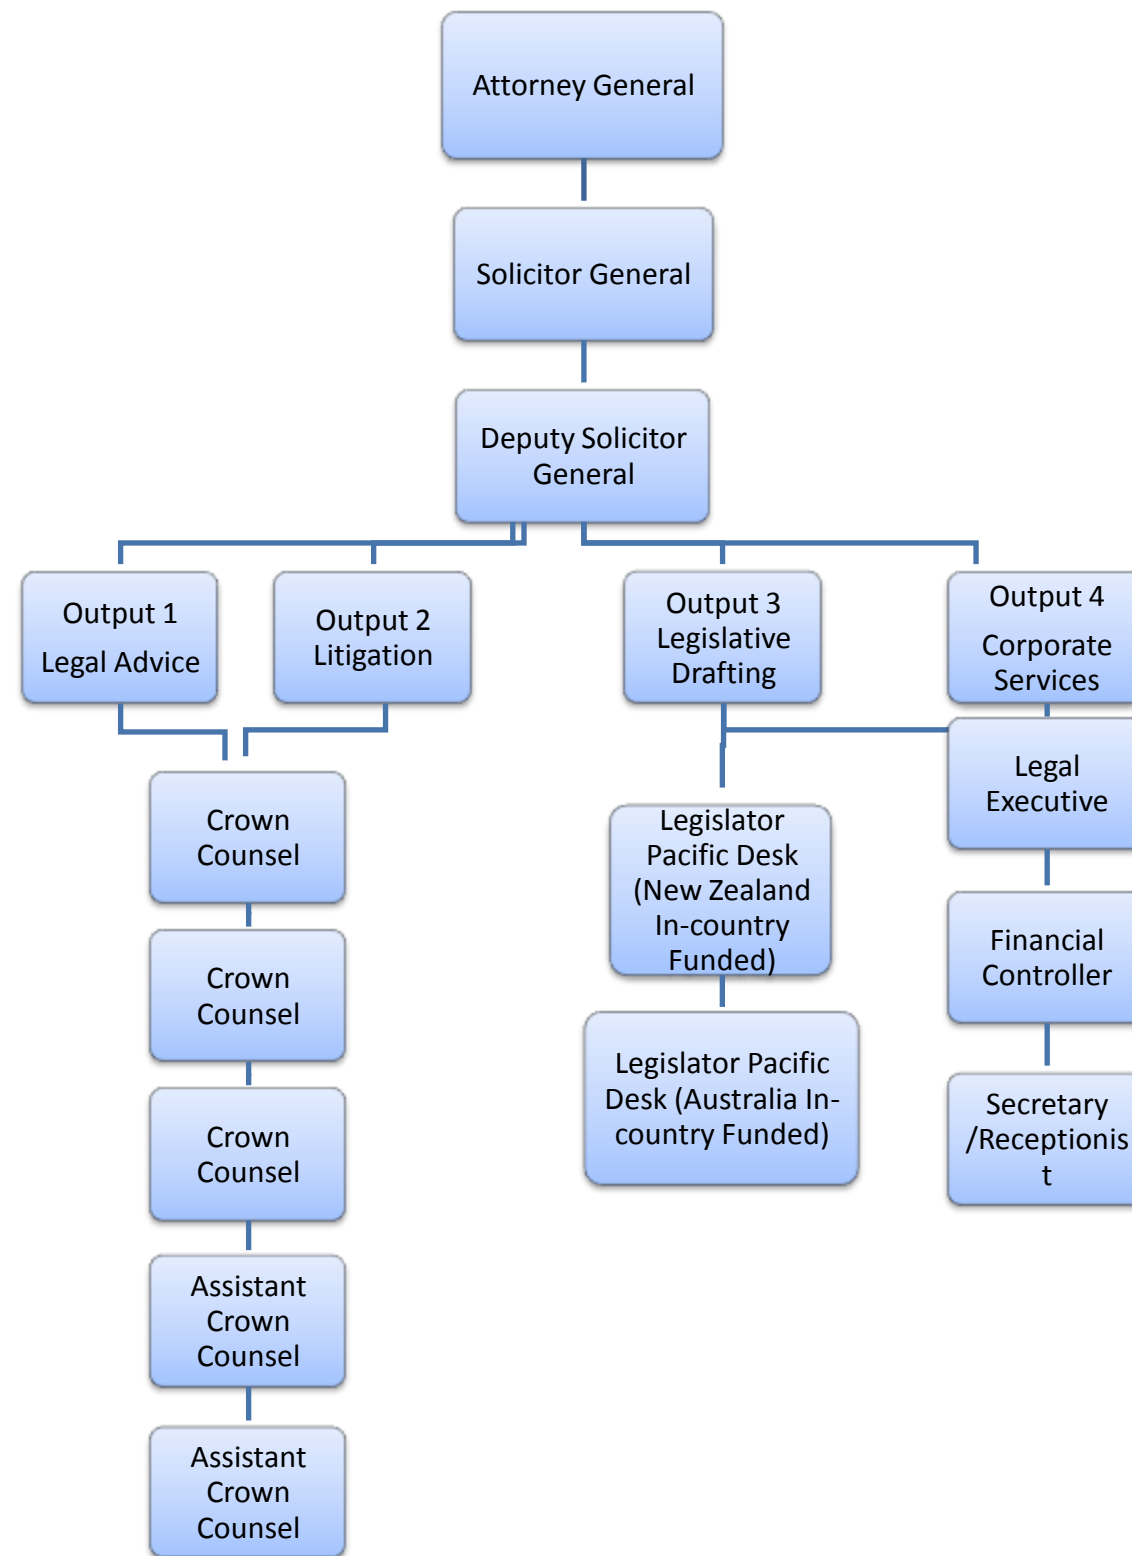 Attorney General
Solicitor General
Deputy Solicitor
General
Output 1
Legal Advice
Output 2
Litigation
Output 3
Legislative
Drafting
Output 4
Corporate
Services
Crown
Counsel
Crown
Counsel
Crown
Counsel
Assistant
Crown
Counsel
Assistant
Crown
Counsel
Legislator
Pacific Desk
(New Zealand
In-country
Funded)
Legislator Pacific
Desk (Australia In-
country Funded)
Legal
Executive
Financial
Controller
Secretary
/Receptionis
t